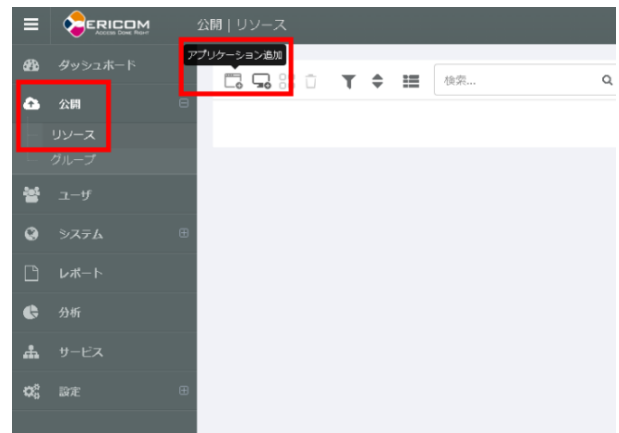 ERICOM
Access Done Right
公開 | リソース
アプリケーション追加
検索...
ダッシュボード
公開
リソース
グループ
ユーザ
システム
レポート
分析
サービス
設定